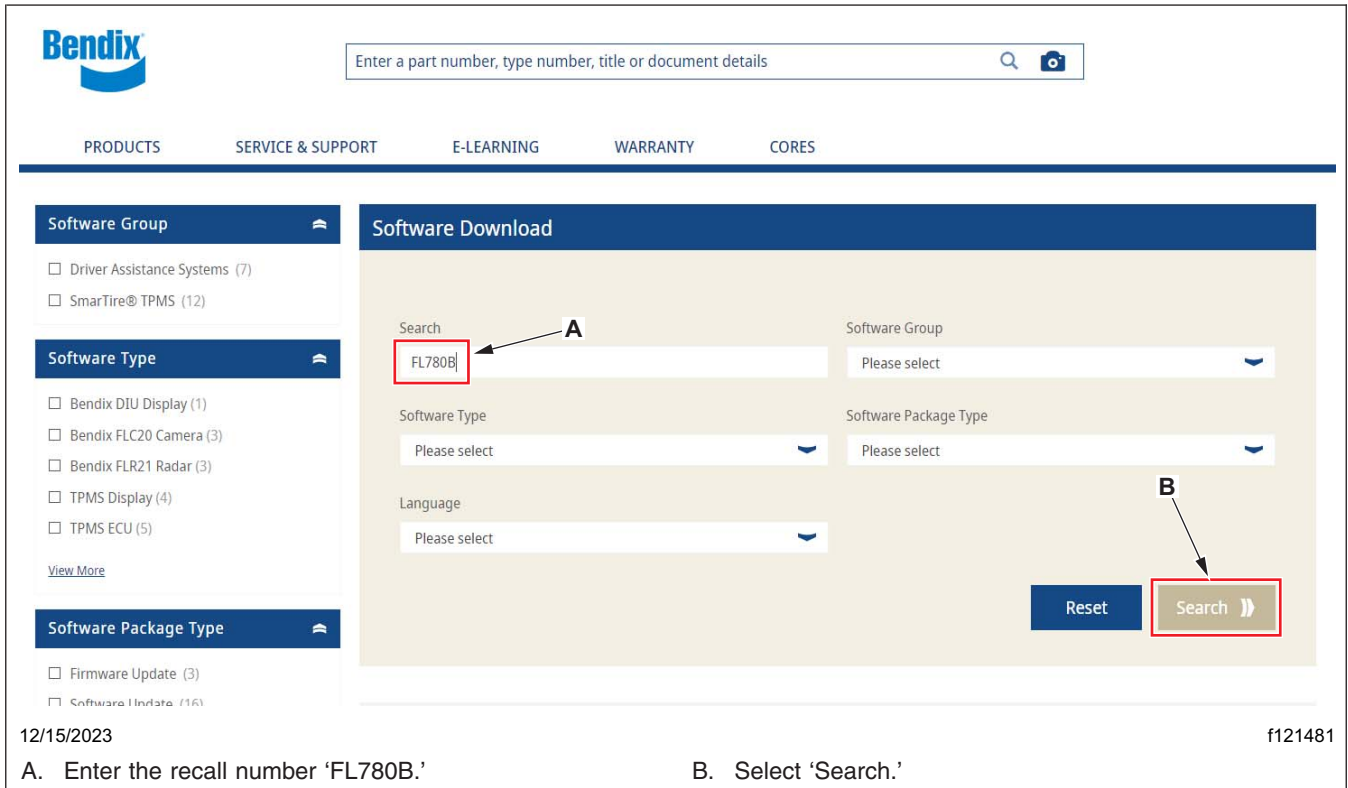 Bendix
Enter a part number, type number, title or document details
PRODUCTS SERVICE & SUPPORT E-LEARNING WARRANTY CORES
Software Group
Driver Assistance Systems (7)
SmarTire® TPMS (12)
Software Type
Bendix DIU Display (1)
Bendix FLC20 Camera (3)
Bendix FLR21 Radar (3)
TPMS Display (4)
TPMS ECU (5)
View More
Software Package Type
Firmware Update (3)
Software Update (16)
Software Download
Search
A
FL780B
Software Group
Please select
Software Type
Please select
Software Package Type
Please select
Language
Please select
B
Reset
Search
12/15/2023
f121481
A. Enter the recall number ‘FL780B.’
B. Select ‘Search.’